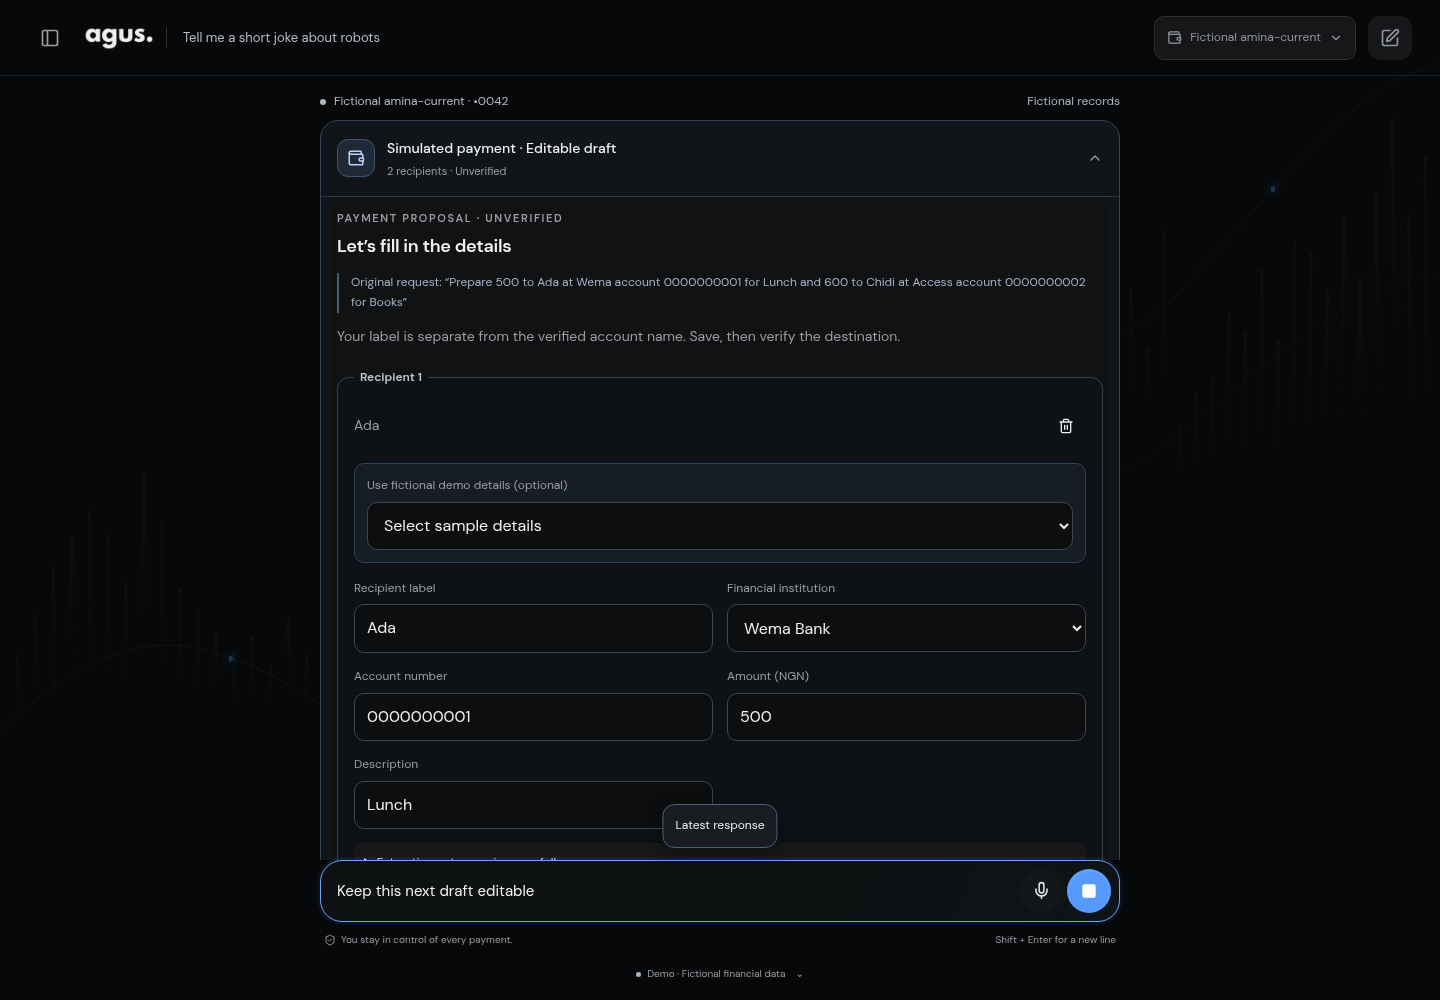 agus.
Tell me a short joke about robots
Fictional amina-current
Fictional amina-current · •0042
Fictional records
Simulated payment · Editable draft
2 recipients · Unverified
PAYMENT PROPOSAL · UNVERIFIED
Let’s fill in the details
Original request: “Prepare 500 to Ada at Wema account 0000000001 for Lunch and 600 to Chidi at Access account 0000000002
for Books”
Your label is separate from the verified account name. Save, then verify the destination.
Recipient 1
Ada
Use fictional demo details (optional)
Select sample details
Recipient label
Financial institution
Ada
Wema Bank
Account number
Amount (NGN)
0000000001
500
Description
Lunch
Latest response
Keep this next draft editable
You stay in control of every payment.
Shift + Enter for a new line
Demo · Fictional financial data